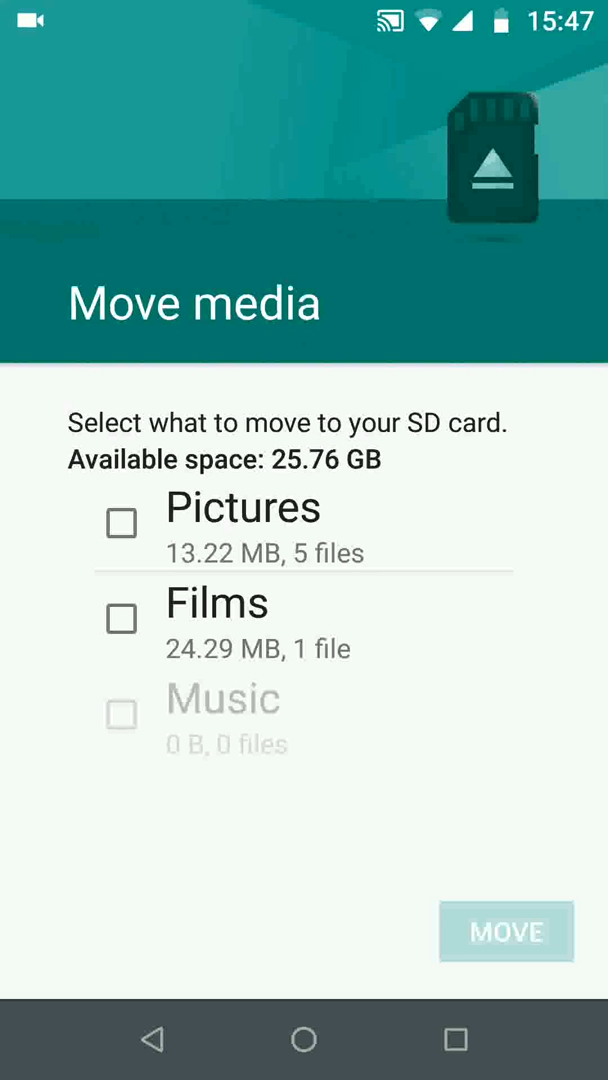 15:47
Move media
Select what to move to your SD card.
Available space: 25.76 GB
Pictures
13.22 MB, 5 files
Films
24.29 MB, 1 file
Music
0 B, 0 files
MOVE